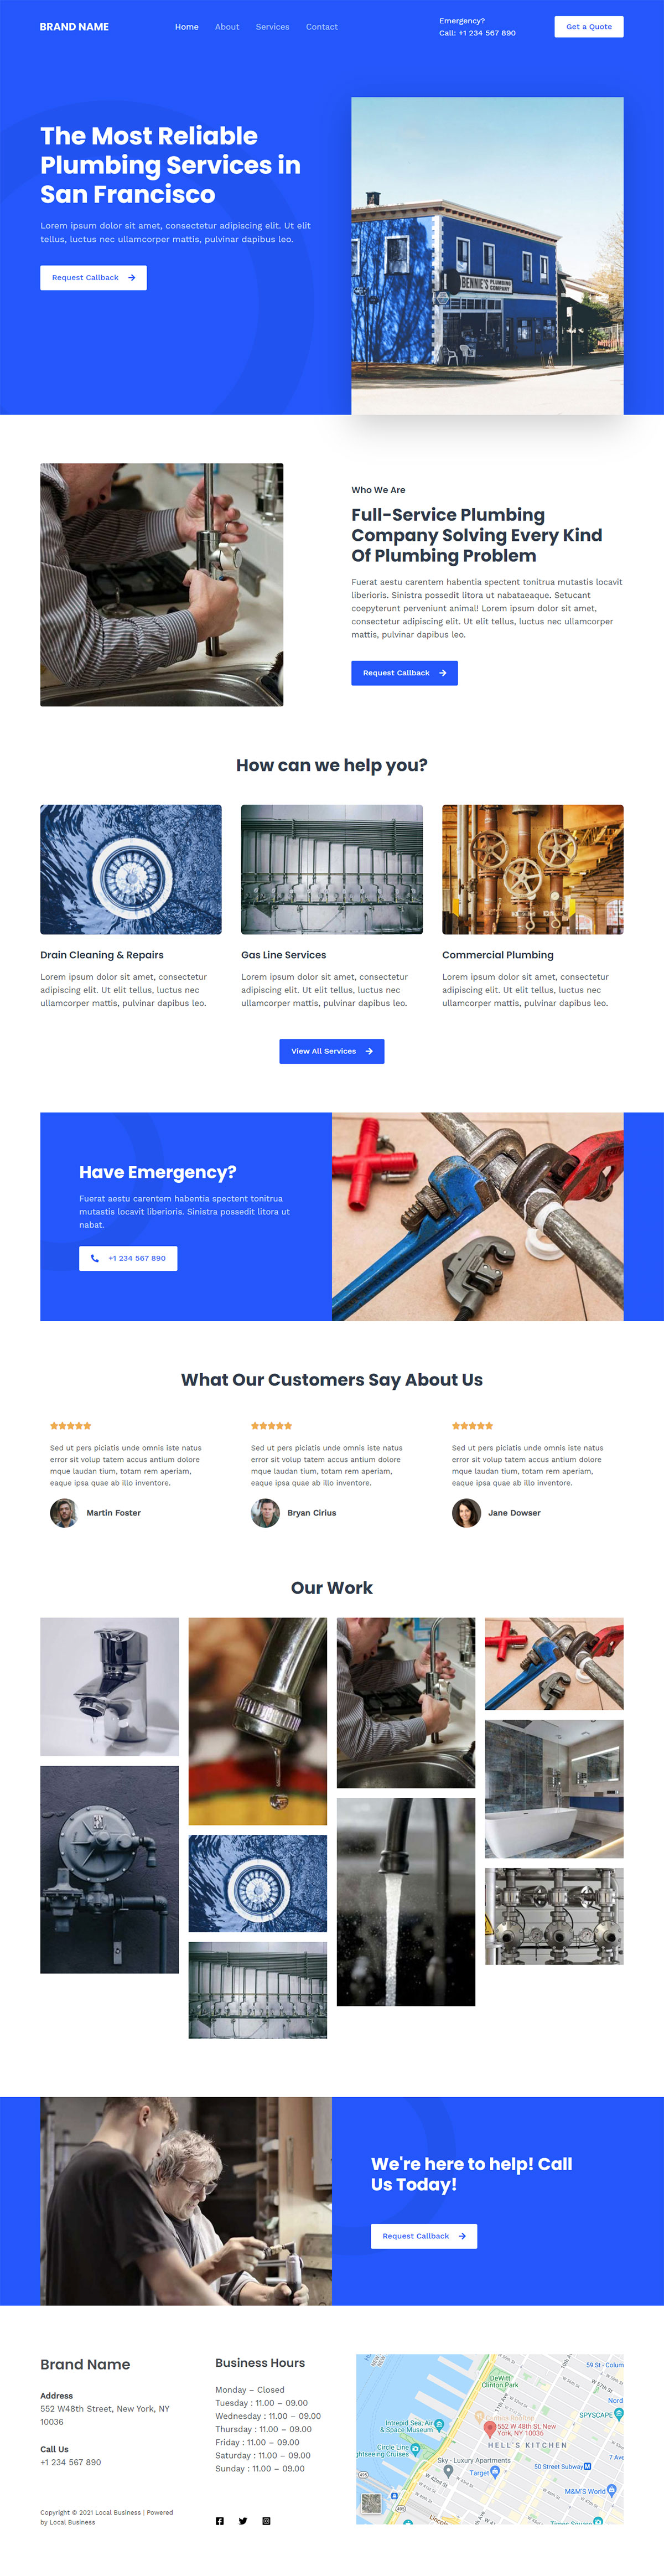 BRAND NAME
Home About Services Contact
Emergency?
Call: +1 234 567 890
Get a Quote
The Most Reliable
Plumbing Services in
San Francisco
Lorem ipsum dolor sit amet, consectetur adipiscing elit. Ut elit
tellus, luctus nec ullamcorper mattis, pulvinar dapibus leo.
Request Callback
BENNIE'S PLUMBING
COMPANY
Who We Are
Full-Service Plumbing
Company Solving Every Kind
Of Plumbing Problem
Fuerat aestu carentem habentia spectent tonitrua mutastis locavit
liberioris. Sinistra possedit litora ut nabataeaque. Setucant
coepyterunt perveniunt animal! Lorem ipsum dolor sit amet,
consectetur adipiscing elit. Ut elit tellus, luctus nec ullamcorper
mattis, pulvinar dapibus leo.
Request Callback
How can we help you?
Drain Cleaning & Repairs
Lorem ipsum dolor sit amet, consectetur
adipiscing elit. Ut elit tellus, luctus nec
ullamcorper mattis, pulvinar dapibus leo.
Gas Line Services
Lorem ipsum dolor sit amet, consectetur
adipiscing elit. Ut elit tellus, luctus nec
ullamcorper mattis, pulvinar dapibus leo.
Commercial Plumbing
Lorem ipsum dolor sit amet, consectetur
adipiscing elit. Ut elit tellus, luctus nec
ullamcorper mattis, pulvinar dapibus leo.
View All Services
Have Emergency?
Fuerat aestu carentem habentia spectent tonitrua
mutastis locavit liberioris. Sinistra possedit litora ut
nabat.
+1 234 567 890
What Our Customers Say About Us
Sed ut pers piciatis unde omnis iste natus
error sit volup tatem accus antium dolore
mque laudan tium, totam rem aperiam,
eaque ipsa quae ab illo inventore.
Martin Foster
Sed ut pers piciatis unde omnis iste natus
error sit volup tatem accus antium dolore
mque laudan tium, totam rem aperiam,
eaque ipsa quae ab illo inventore.
Bryan Cirius
Sed ut pers piciatis unde omnis iste natus
error sit volup tatem accus antium dolore
mque laudan tium, totam rem aperiam,
eaque ipsa quae ab illo inventore.
Jane Dowser
Our Work
We're here to help! Call
Us Today!
Request Callback
Brand Name
Address
552 W48th Street, New York, NY
10036
Call Us
+1 234 567 890
Copyright © 2021 Local Business | Powered
by Local Business
Business Hours
Monday – Closed
Tuesday : 11.00 – 09.00
Wednesday : 11.00 – 09.00
Thursday : 11.00 – 09.00
Friday : 11.00 – 09.00
Saturday : 11.00 – 09.00
Sunday : 11.00 – 09.00
59 St - Colum
DeWitt
Clinton Park
Nord
SPYSCAPE
Intrepid Sea, Air
& Space Museum
552 W 48th St, New
York, NY 10036
HELL'S KITCHEN
Circle Line
ghtseeing Cruises
7 Ave
Sky - Luxury Apartments
50 Street Subway
Target
W 42nd St
M&M'S World
Lincoln
Times Square